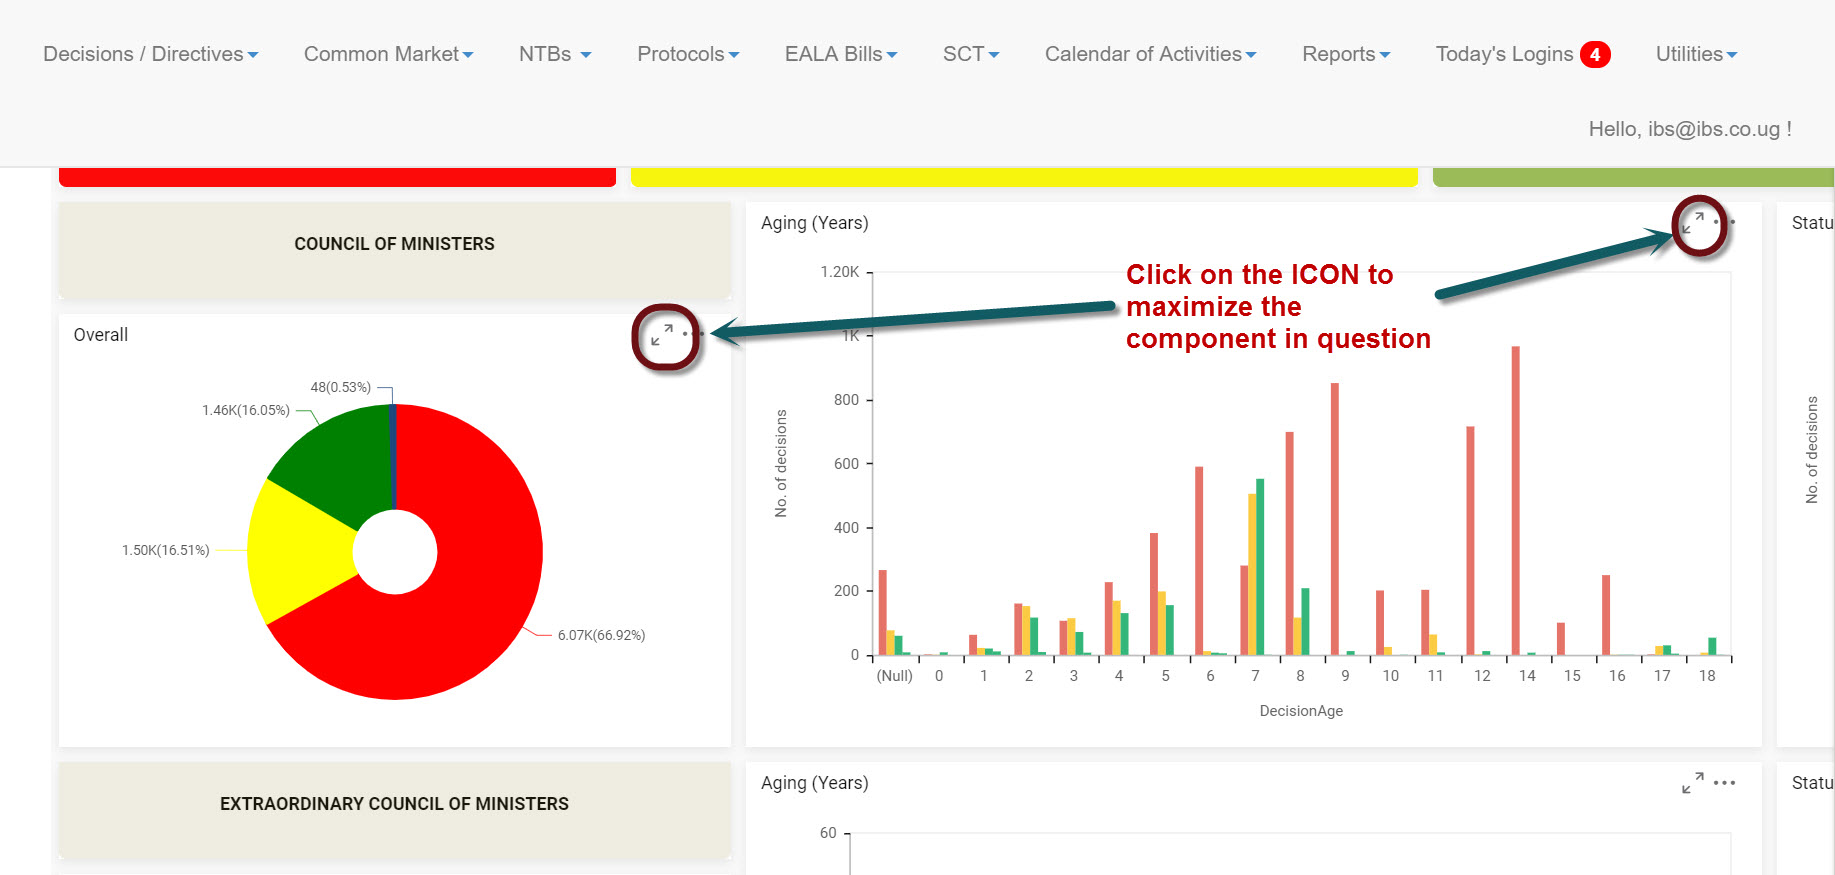 Decisions / Directives Common Market NTBs Protocols EALA Bills SCT Calendar of Activities Reports Today's Logins 4 Utilities
Hello, ibs@ibs.co.ug !
COUNCIL OF MINISTERS
Overall
48(0.53%)
1.46K(16.05%)
1.50K(16.51%)
6.07K(66.92%)
Aging (Years)
Click on the ICON to
maximize the
component in question
1.20K
1K
800
600
400
200
0
No. of decisions
(Null) 0 1 2 3 4 5 6 7 8 9 10 11 12 14 15 16 17 18
DecisionAge
Statu
No. of decisions
EXTRAORDINARY COUNCIL OF MINISTERS
Aging (Years)
60
Statu